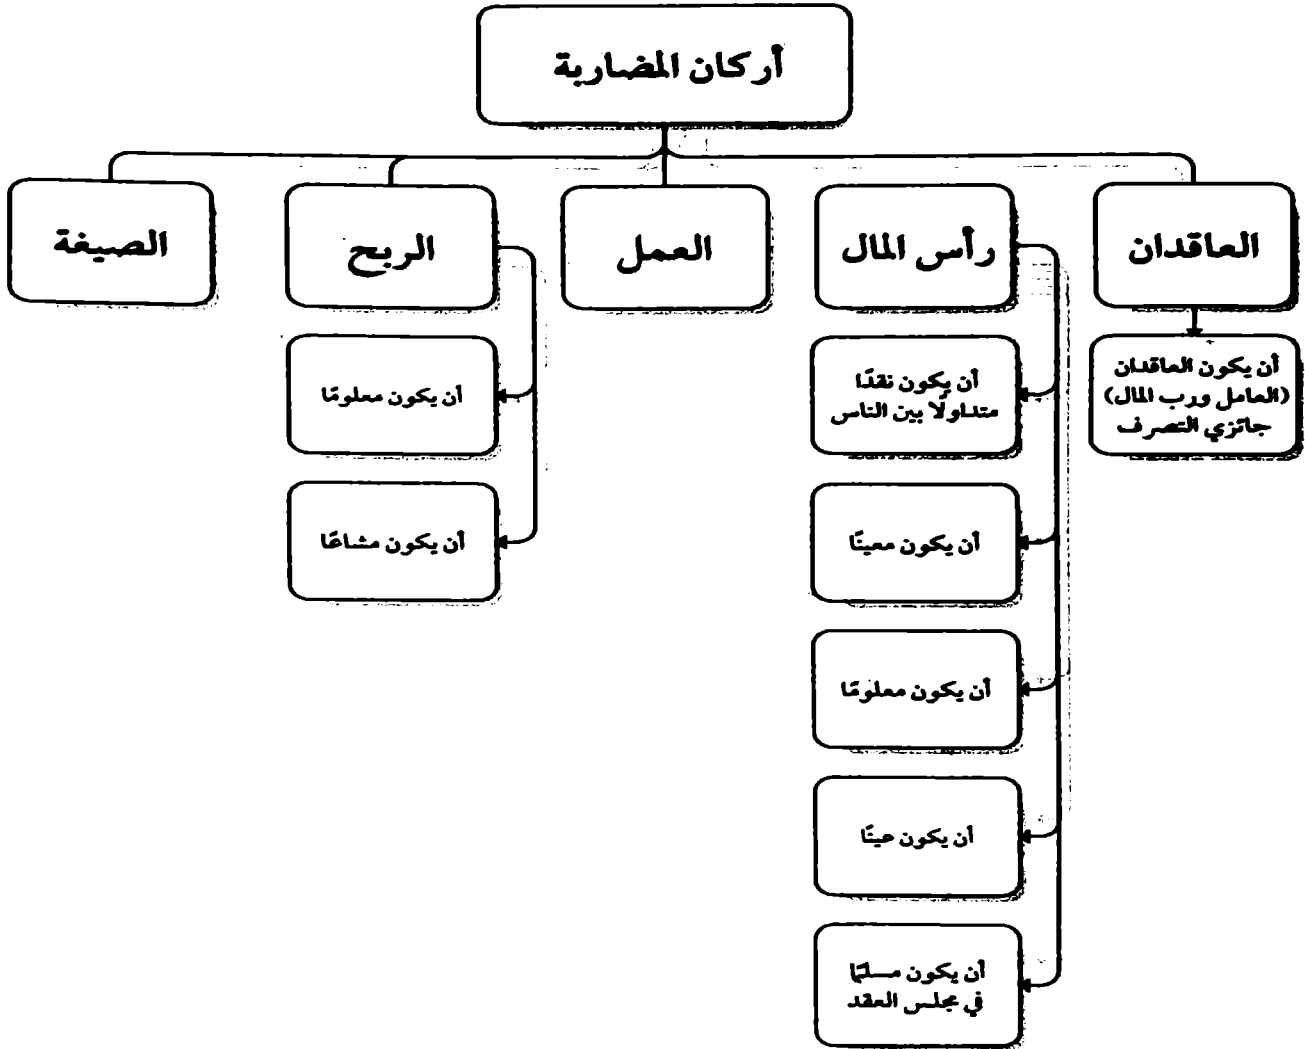 أركان المضاربة
العاقدان
رأس المال
العمل
الربح
الصيغة
أن يكون العاقدان
(العامل ورب المال)
جائزي التصرف
أن يكون نقدًا
متداولًا بين الناس
أن يكون معينًا
أن يكون معلومًا
أن يكون عينًا
أن يكون مسلمًا
في مجلس العقد
أن يكون معلومًا
أن يكون مشاعًا